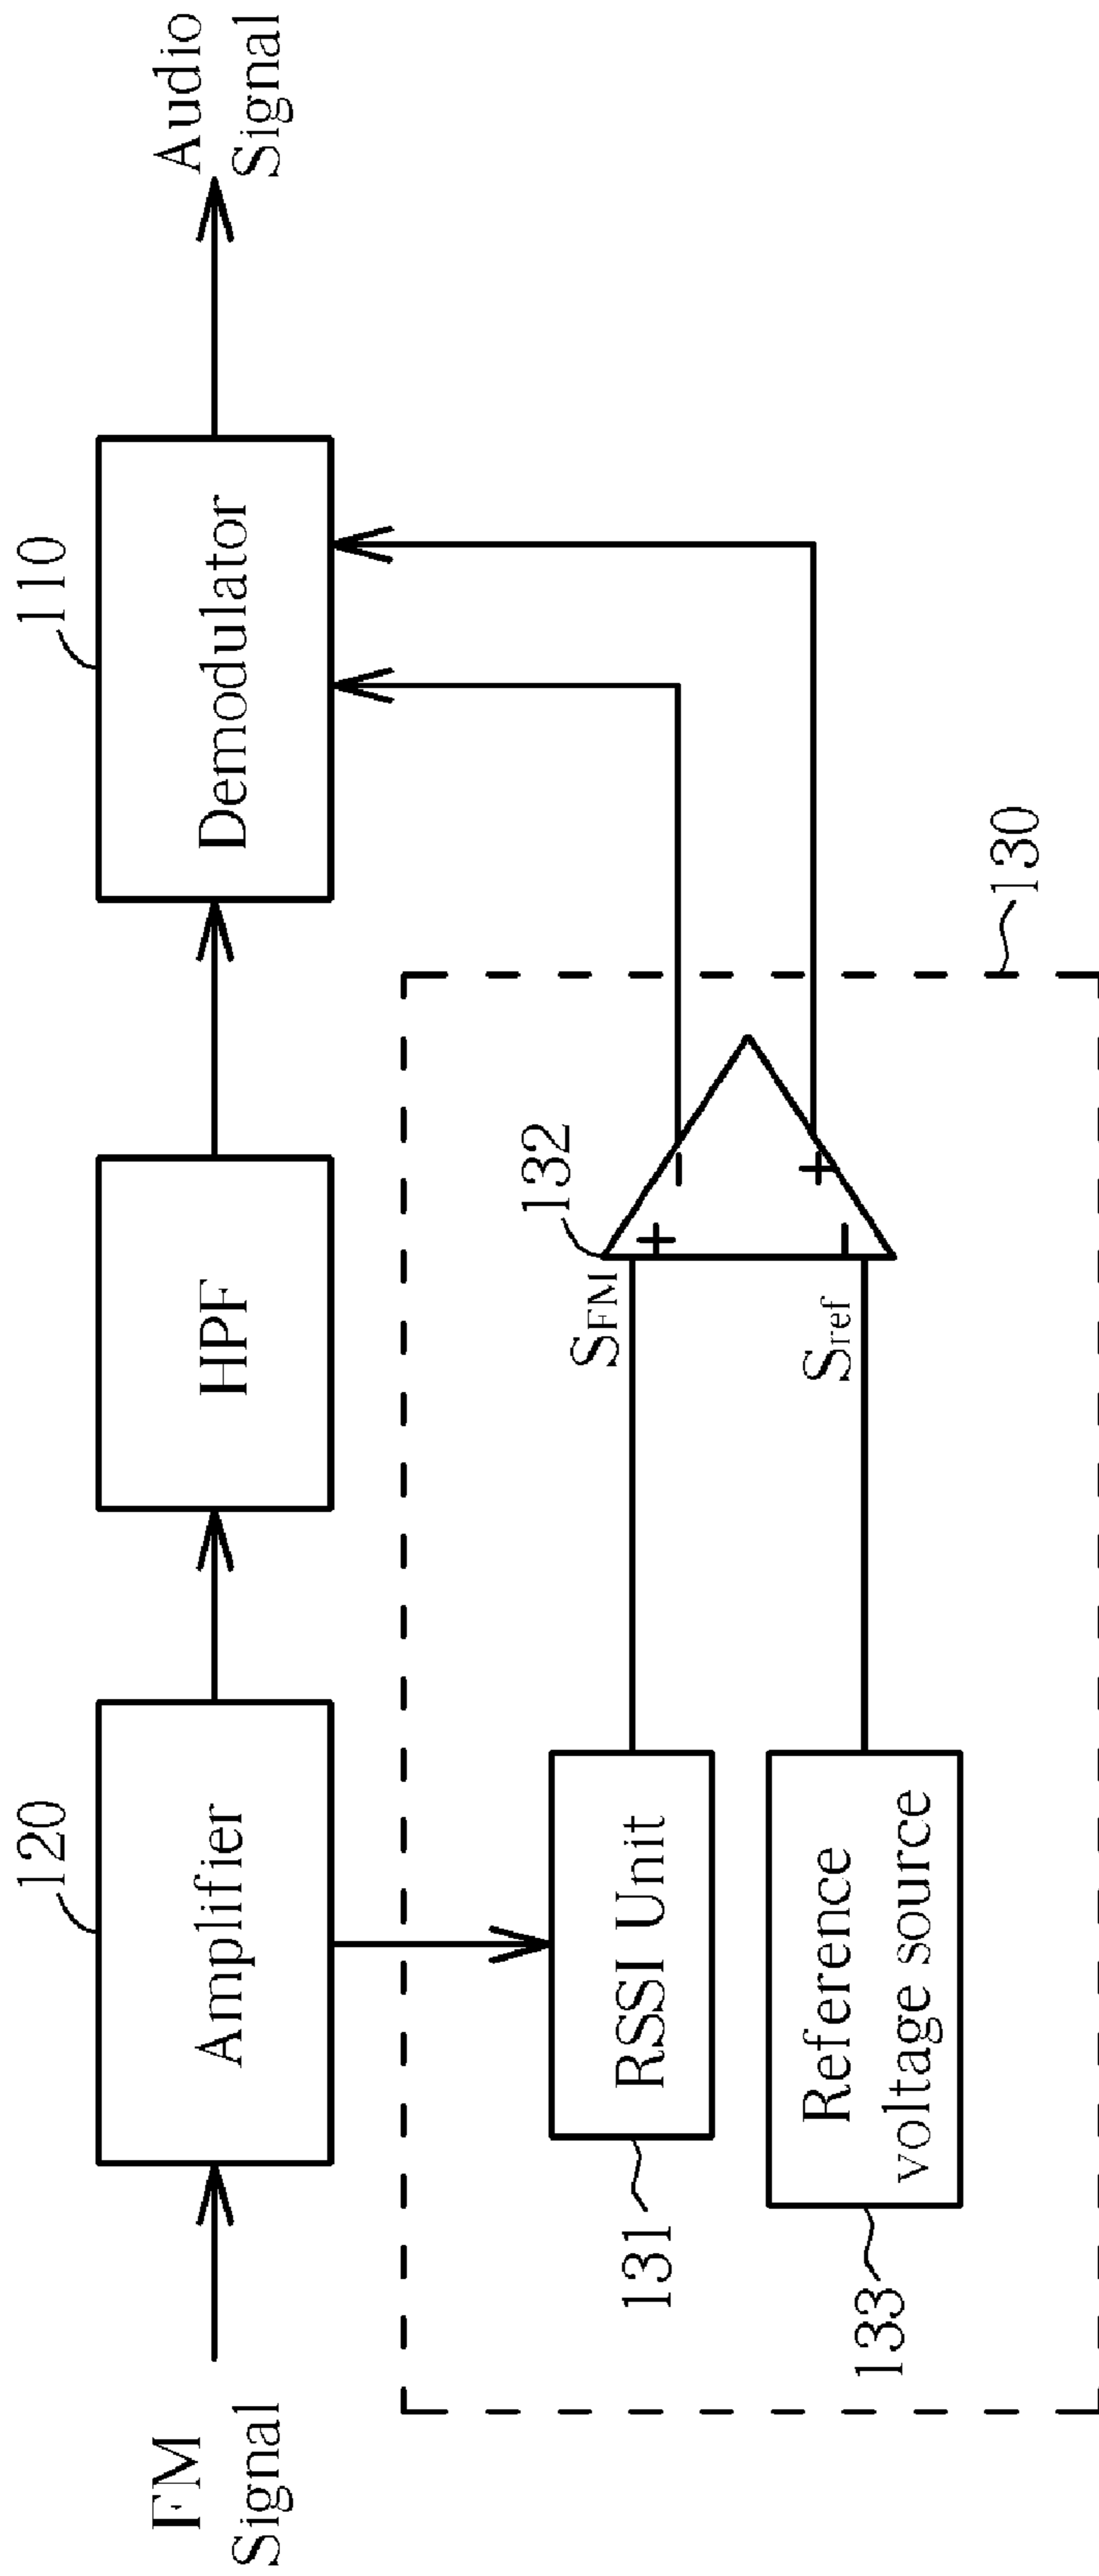 120
110
FM
Signal
Amplifier
HPF
Demodulator
Audio
Signal
131
RSSI Unit
SFM
132
+
−
133
Reference
voltage source
Sref
−
+
130